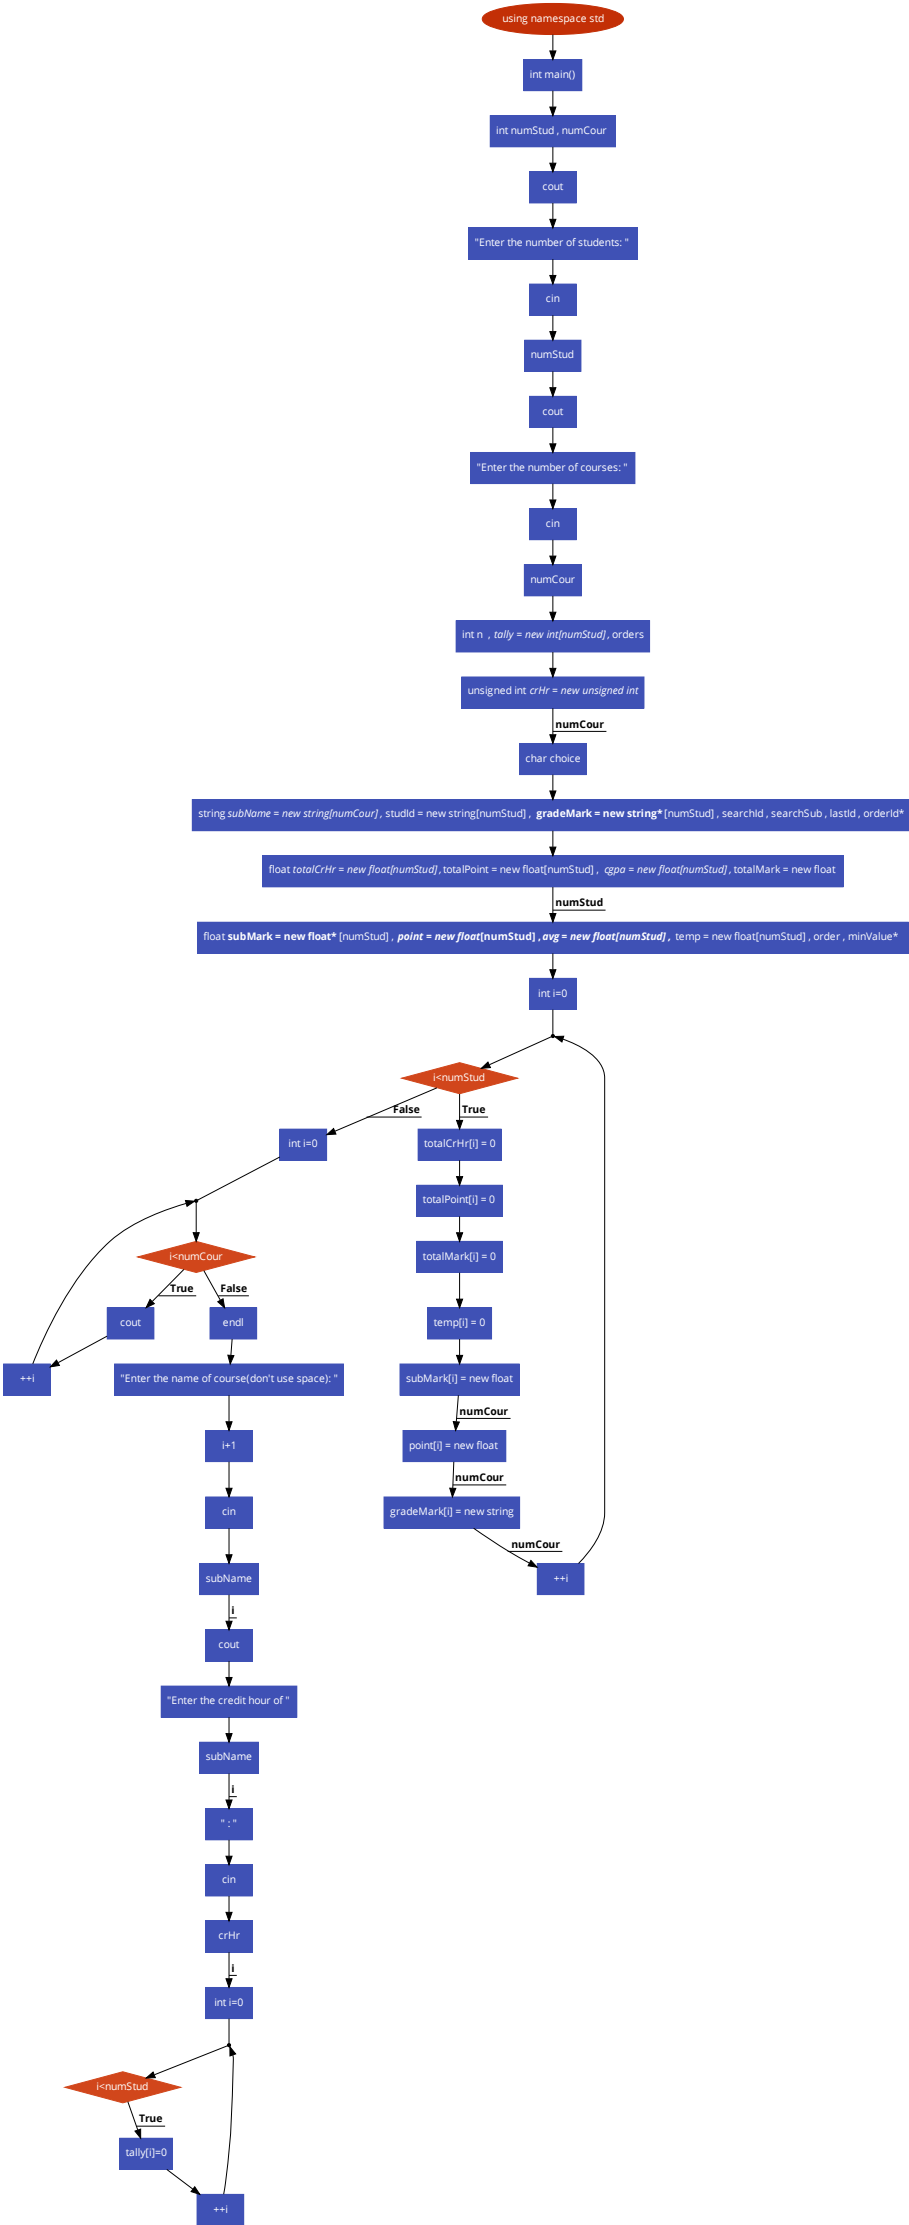 using namespace std
int main()
int numStud , numCour
cout
"Enter the number of students: "
cin
numStud
cout
"Enter the number of courses: "
cin
numCour
int n , tally = new int[numStud] , orders
unsigned int crHr = new unsigned int
numCour
char choice
string subName = new string[numCour] , studId = new string[numStud] , gradeMark = new string* [numStud] , searchId , searchSub , lastId , orderId*
float totalCrHr = new float[numStud] , totalPoint = new float[numStud] , cgpa = new float[numStud] , totalMark = new float
numStud
float subMark = new float* [numStud] , point = new float[numStud] , avg = new float[numStud] , temp = new float[numStud] , order , minValue*
int i=0
i<numStud
False
True
int i=0
totalCrHr[i] = 0
totalPoint[i] = 0
totalMark[i] = 0
i<numCour
True
False
cout
endl
temp[i] = 0
++i
"Enter the name of course(don't use space): "
subMark[i] = new float
numCour
i+1
point[i] = new float
numCour
cin
gradeMark[i] = new string
numCour
subName
++i
i
cout
"Enter the credit hour of "
subName
i
" : "
cin
crHr
i
int i=0
i<numStud
True
tally[i]=0
++i